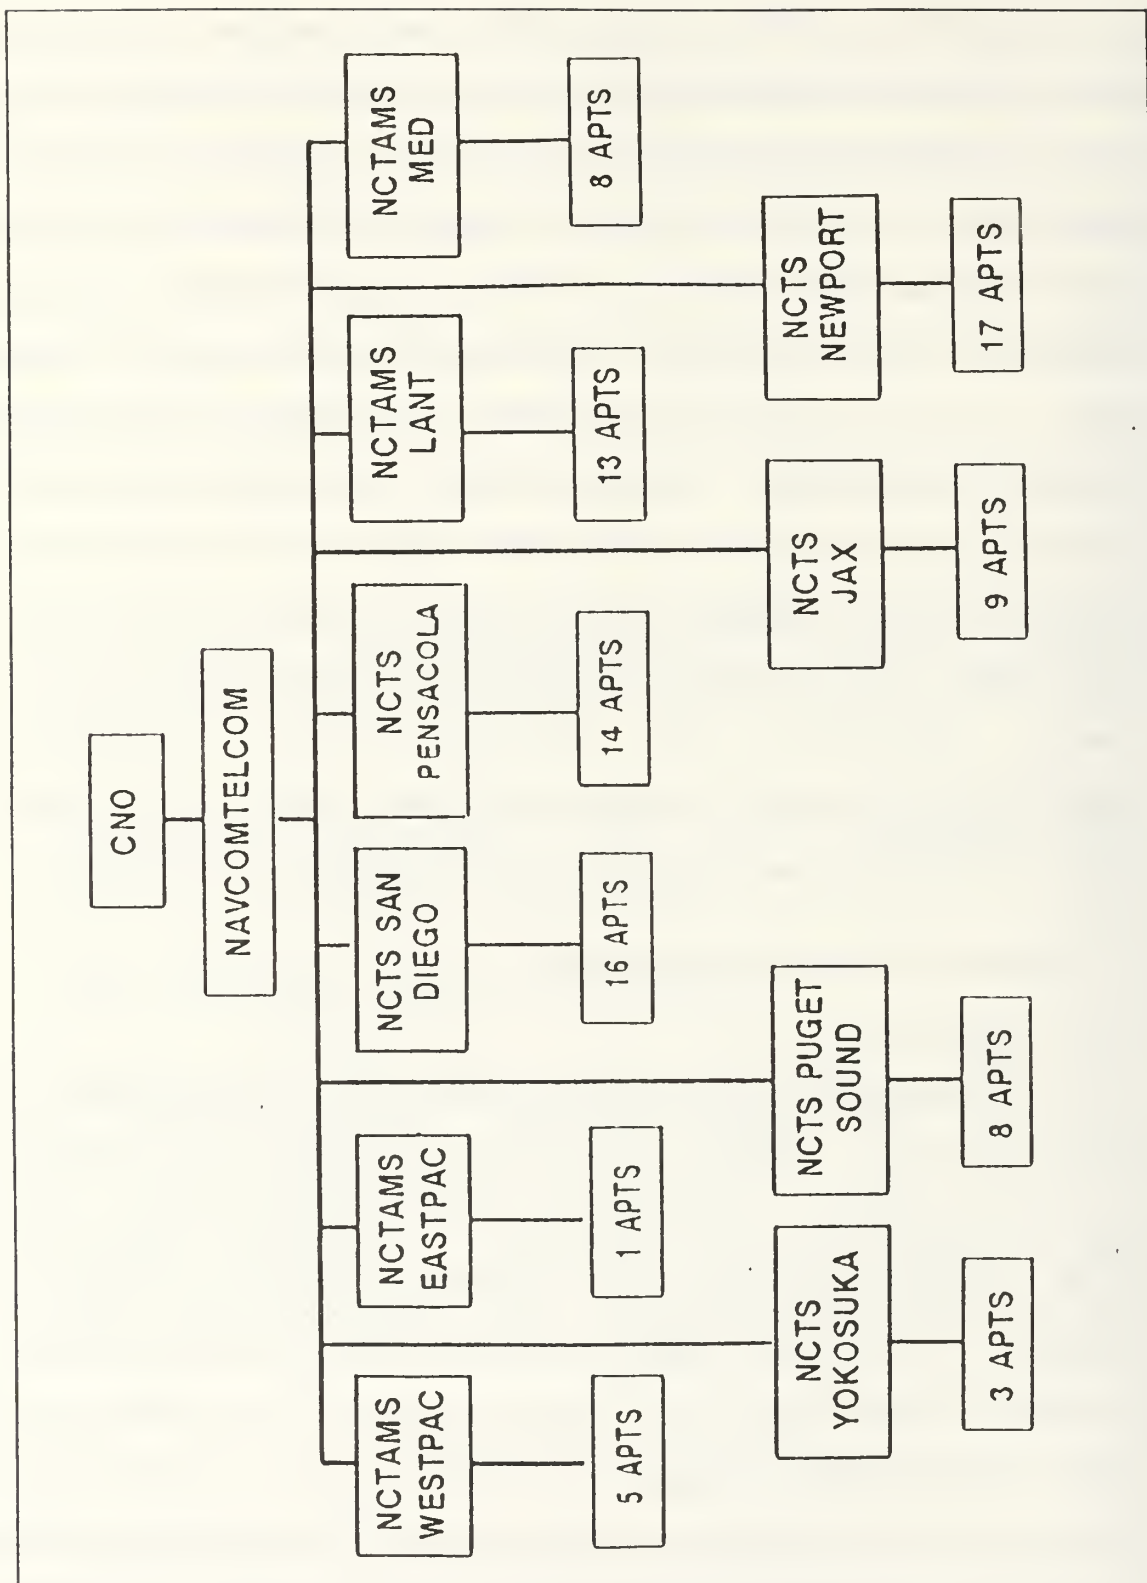 CNO
NAVCOMTELCOM
NCTAMS
WESTPAC
NCTAMS
EASTPAC
NCTS SAN
DIEGO
NCTS
PENSACOLA
NCTAMS
LANT
NCTAMS
MED
5 APTS
1 APTS
16 APTS
14 APTS
13 APTS
8 APTS
NCTS
YOKOSUKA
NCTS PUGET
SOUND
NCTS
JAX
NCTS
NEWPORT
3 APTS
8 APTS
9 APTS
17 APTS